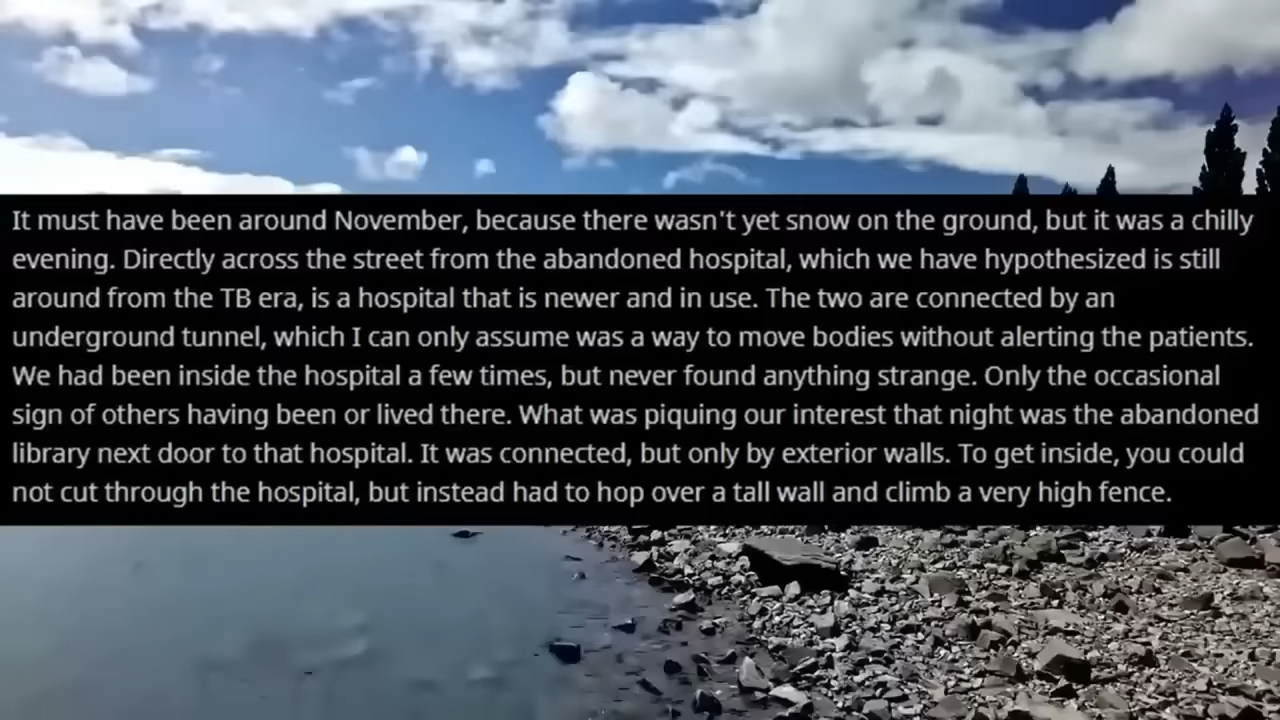 It must have been around November, because there wasn't yet snow on the ground, but it was a chilly
evening. Directly across the street from the abandoned hospital, which we have hypothesized is still
around from the TB era, is a hospital that is newer and in use. The two are connected by an
underground tunnel, which I can only assume was a way to move bodies without alerting the patients.
We had been inside the hospital a few times, but never found anything strange. Only the occasional
sign of others having been or lived there. What was piquing our interest that night was the abandoned
library next door to that hospital. It was connected, but only by exterior walls. To get inside, you could
not cut through the hospital, but instead had to hop over a tall wall and climb a very high fence.